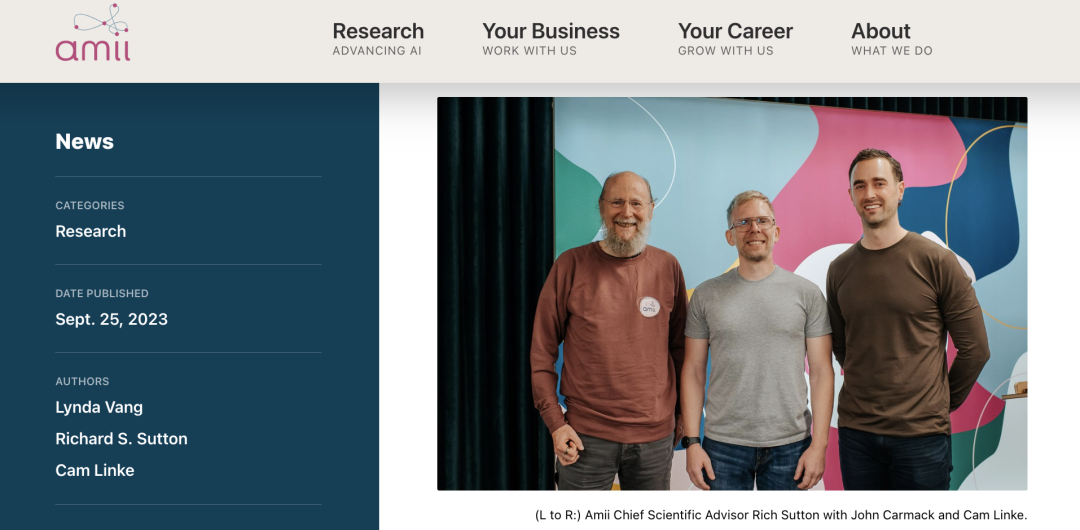 amii
Research
ADVANCING AI
Your Business
WORK WITH US
Your Career
GROW WITH US
About
WHAT WE DO
News
CATEGORIES
Research
DATE PUBLISHED
Sept. 25, 2023
AUTHORS
Lynda Vang
Richard S. Sutton
Cam Linke
amii
(L to R:) Amii Chief Scientific Advisor Rich Sutton with John Carmack and Cam Linke.